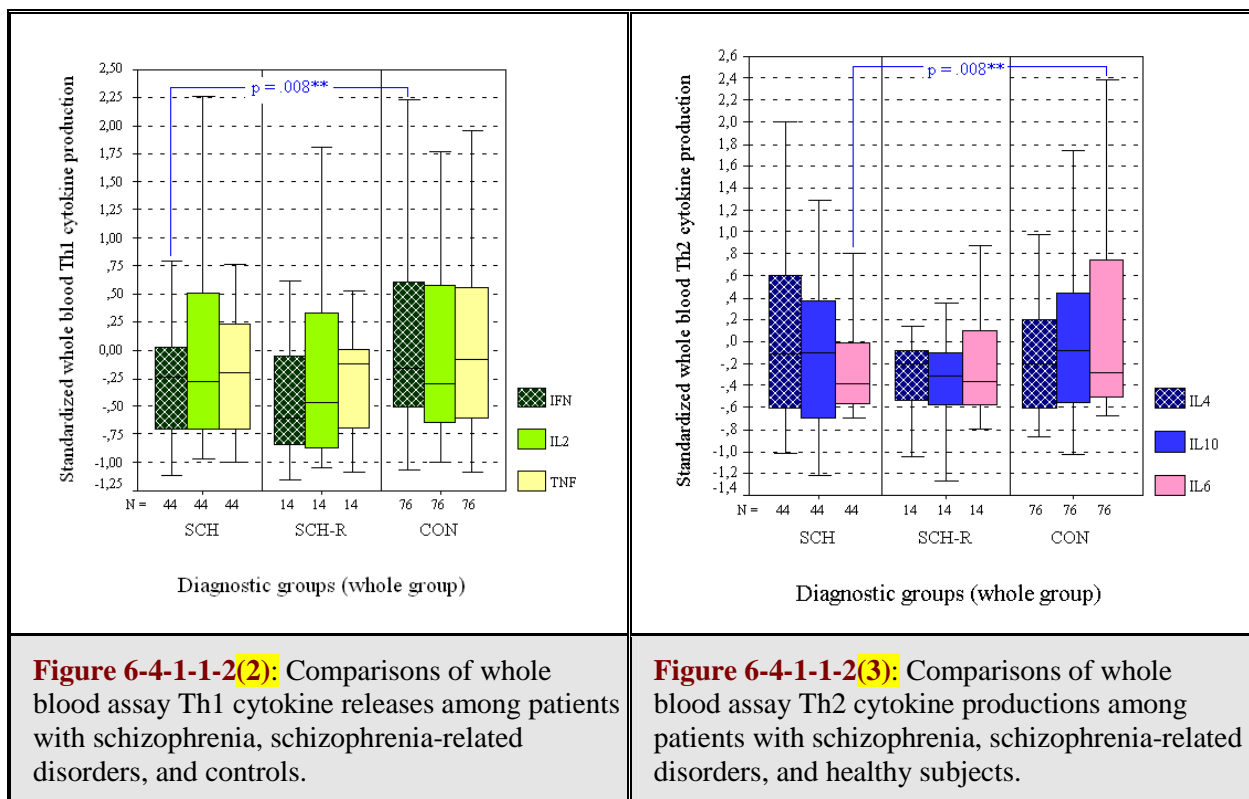 Standardized whole blood Th1 cytokine production
2,50
2,25
2,00
1,75
1,50
1,25
1,00
,75
,50
,25
0,00
-,25
-,50
-,75
-1,00
-1,25
p = .008**
IFN
IL2
TNF
N = 44 44 44 14 14 14 76 76 76
SCH SCH-R CON
Diagnostic groups (whole group)
Figure 6-4-1-1-2(2): Comparisons of whole
blood assay Th1 cytokine releases among patients
with schizophrenia, schizophrenia-related
disorders, and controls.
Standardized whole blood Th2 cytokine production
2,6
2,4
2,2
2,0
1,8
1,6
1,4
1,2
1,0
,8
,6
,4
,2
,0
-,2
-,4
-,6
-,8
-1,0
-1,2
-1,4
p = .008**
IL4
IL10
IL6
N = 44 44 44 14 14 14 76 76 76
SCH SCH-R CON
Diagnostic groups (whole group)
Figure 6-4-1-1-2(3): Comparisons of whole
blood assay Th2 cytokine productions among
patients with schizophrenia, schizophrenia-related
disorders, and healthy subjects.